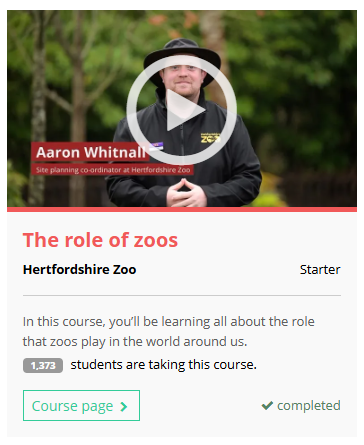 Aaron Whitnall
Site planning co-ordinator at Hertfordshire Zoo
The role of zoos
Hertfordshire Zoo Starter
In this course, you'll be learning all about the role
that zoos play in the world around us.
1,373 students are taking this course.
Course page
completed